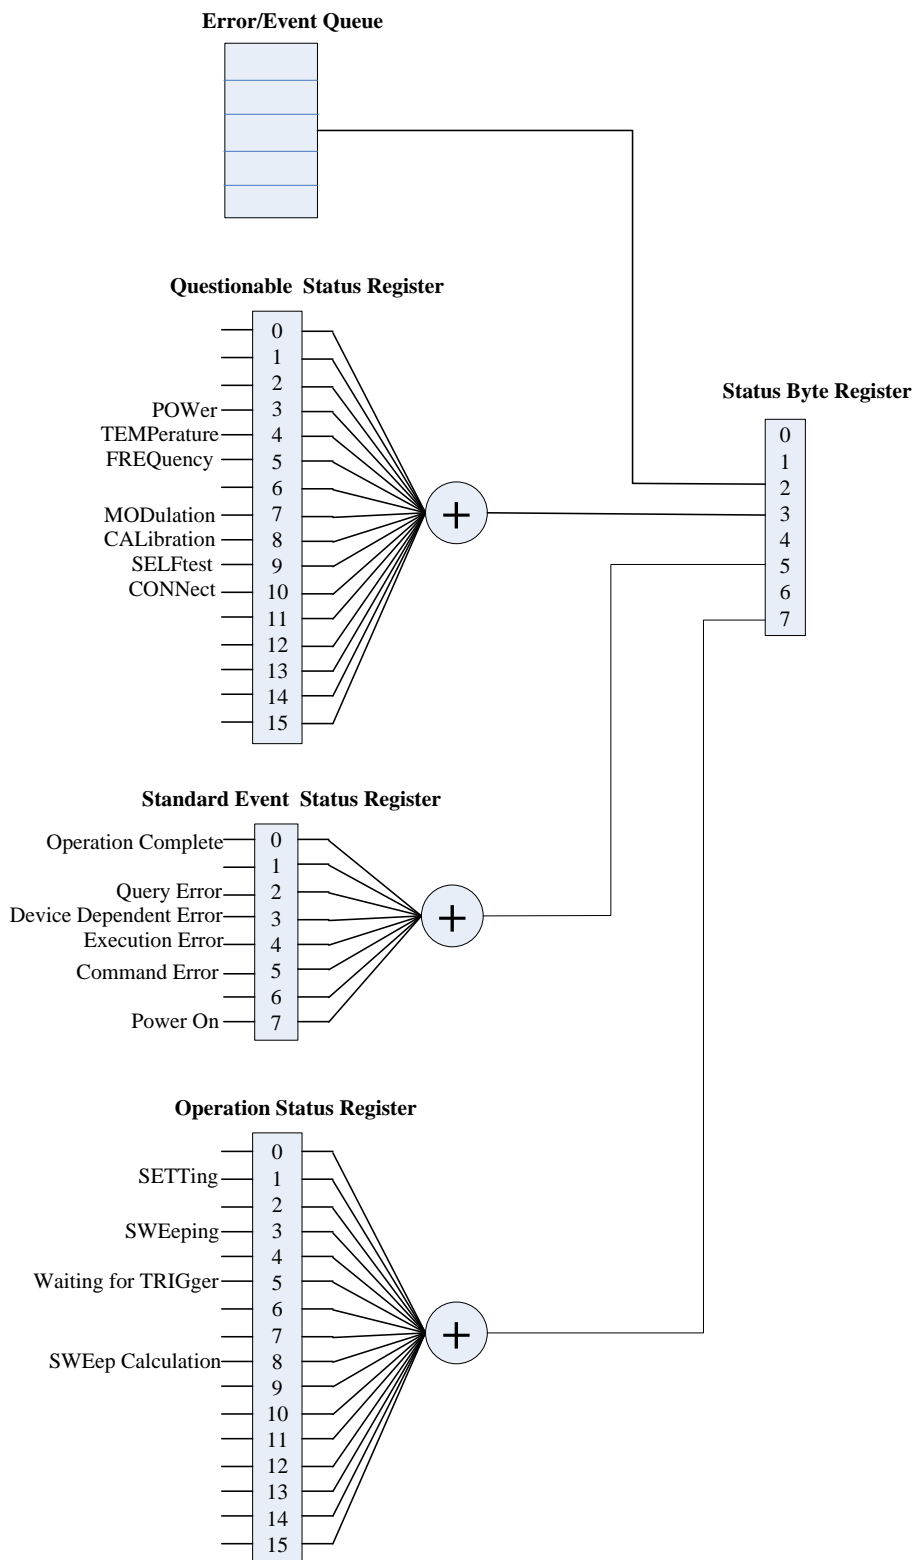 Error/Event Queue
Questionable Status Register
0
1
2
POWer 3
TEMPerature 4
FREQuency 5
6
MODulation 7
CALibration 8
SELFtest 9
CONNect 10
11
12
13
14
15
+
Status Byte Register
0
1
2
3
4
5
6
7
Standard Event Status Register
Operation Complete 0
1
Query Error 2
Device Dependent Error 3
Execution Error 4
Command Error 5
6
Power On 7
+
Operation Status Register
0
SETTing 1
2
SWEeping 3
4
Waiting for TRIGger 5
6
7
SWEep Calculation 8
9
10
11
12
13
14
15
+